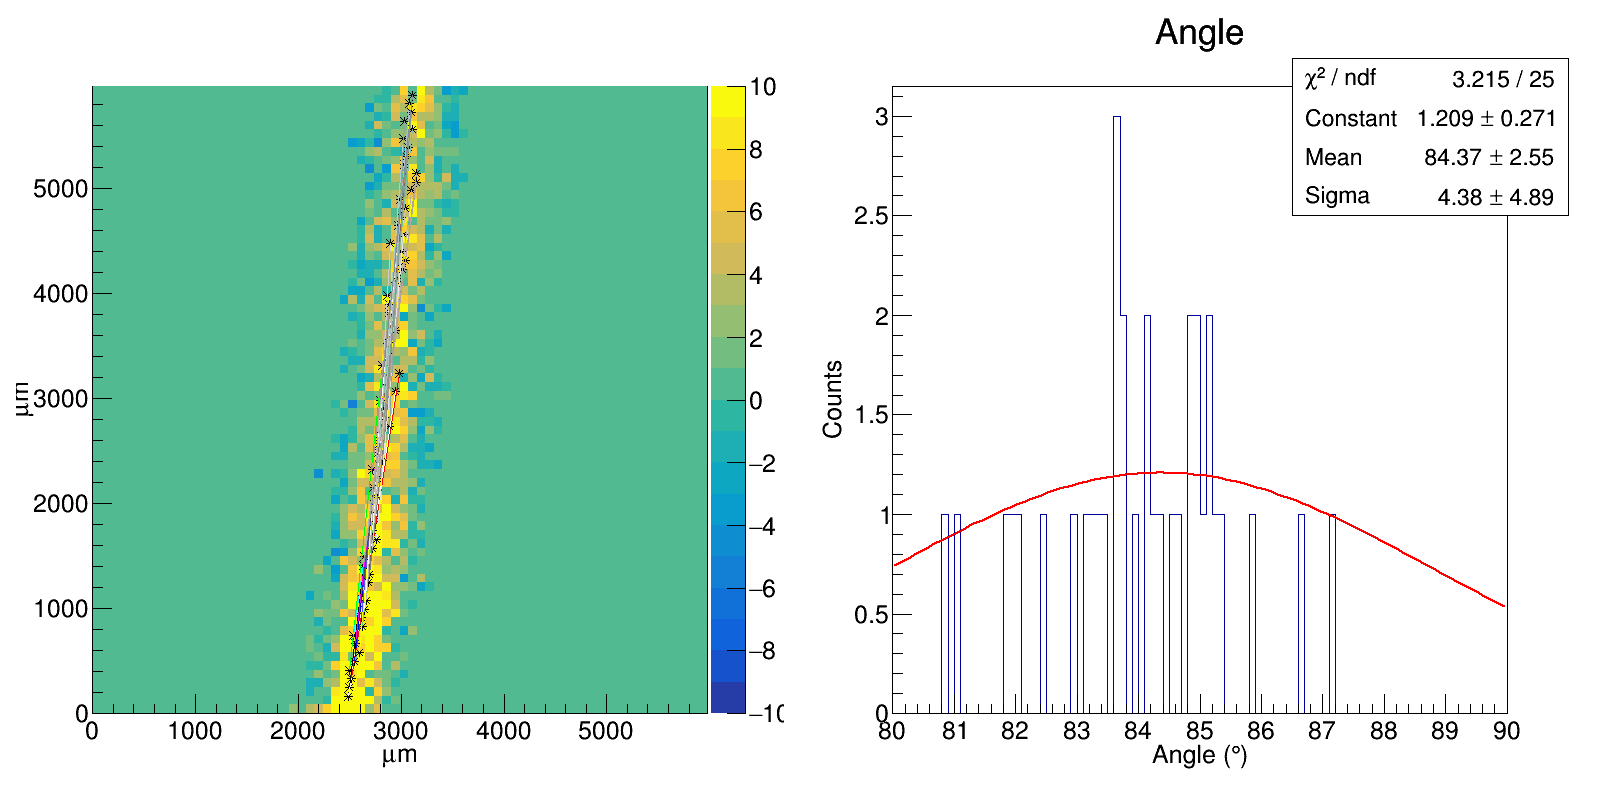 Angle
χ² / ndf 3.215 / 25
Constant 1.209 ± 0.271
Mean 84.37 ± 2.55
Sigma 4.38 ± 4.89
μm
5000
4000
3000
2000
1000
0
0 1000 2000 3000 4000 5000
μm
10
8
6
4
2
0
−2
−4
−6
−8
−10
Counts
3
2.5
2
1.5
1
0.5
0
80 81 82 83 84 85 86 87 88 89 90
Angle (°)